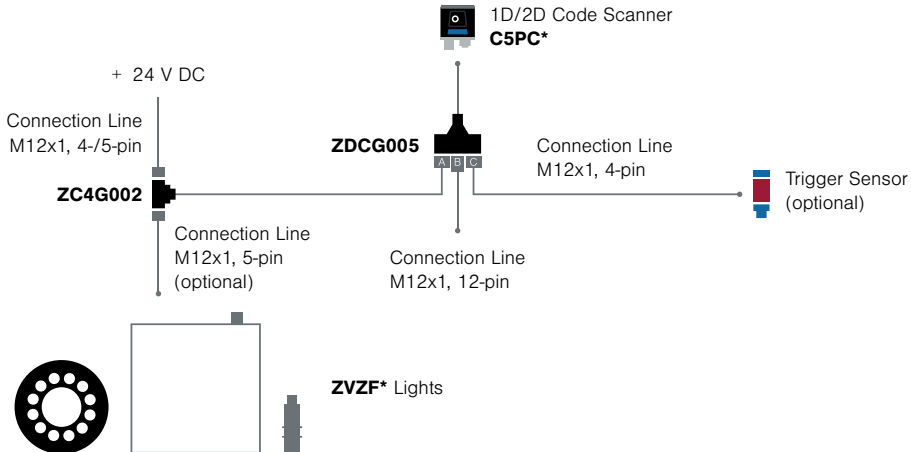 1D/2D Code Scanner
C5PC*
+ 24 V DC
Connection Line
M12x1, 4-/5-pin
ZDCG005
A B C
Connection Line
M12x1, 4-pin
Trigger Sensor
(optional)
ZC4G002
Connection Line
M12x1, 5-pin
(optional)
Connection Line
M12x1, 12-pin
ZVZF* Lights